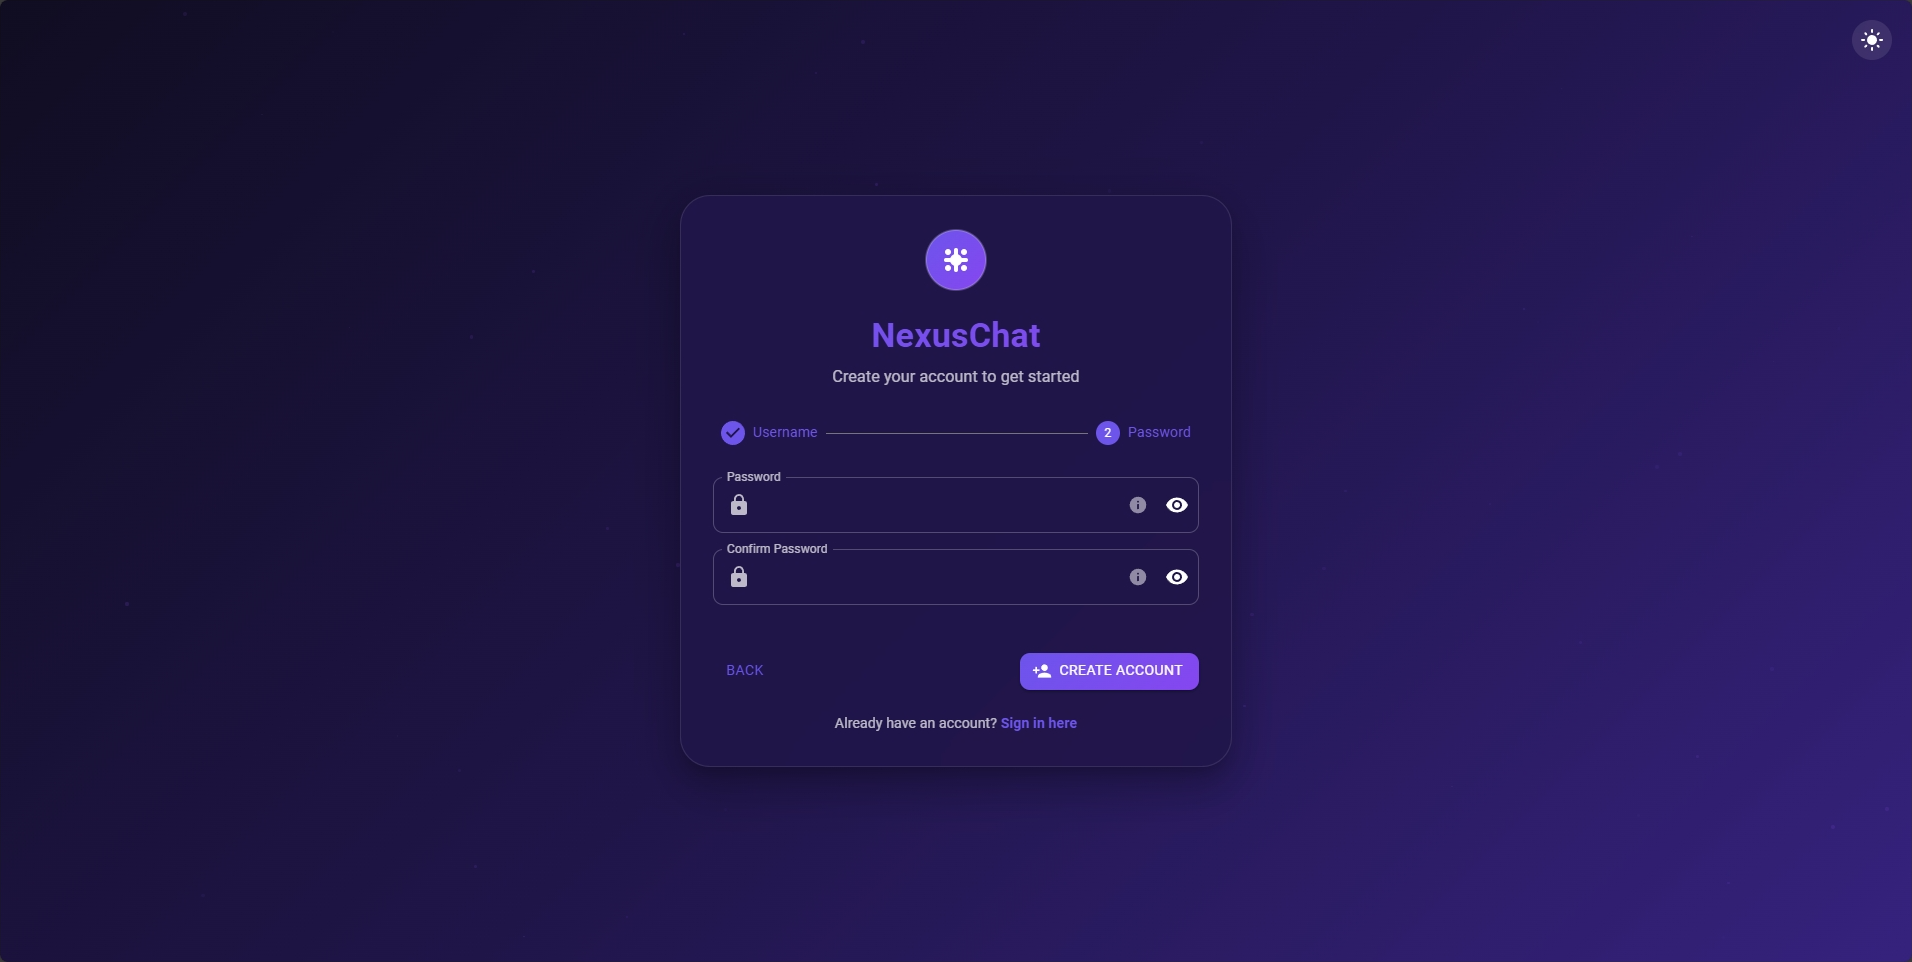 NexusChat
Create your account to get started
Username
2 Password
Password
Confirm Password
BACK
CREATE ACCOUNT
Already have an account? Sign in here